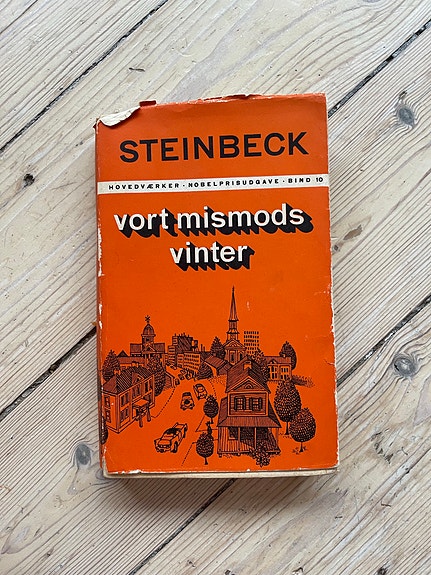 STEINBECK
HOVEDVÆRKER · NOBELPRISUDGAVE · BIND 10
vort mismods
vinter